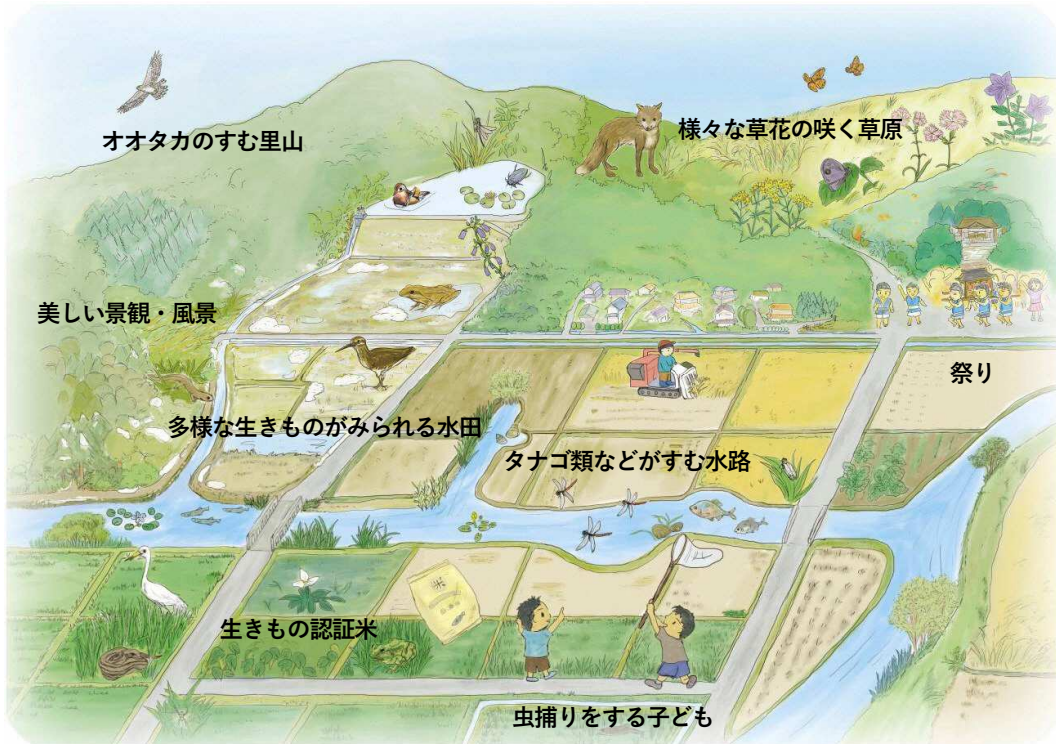 オオタカのすむ里山
様々な草花の咲く草原
美しい景観・風景
祭り
多様な生きものがみられる水田
タナゴ類などがすむ水路
米
生きもの認証米
虫捕りをする子ども